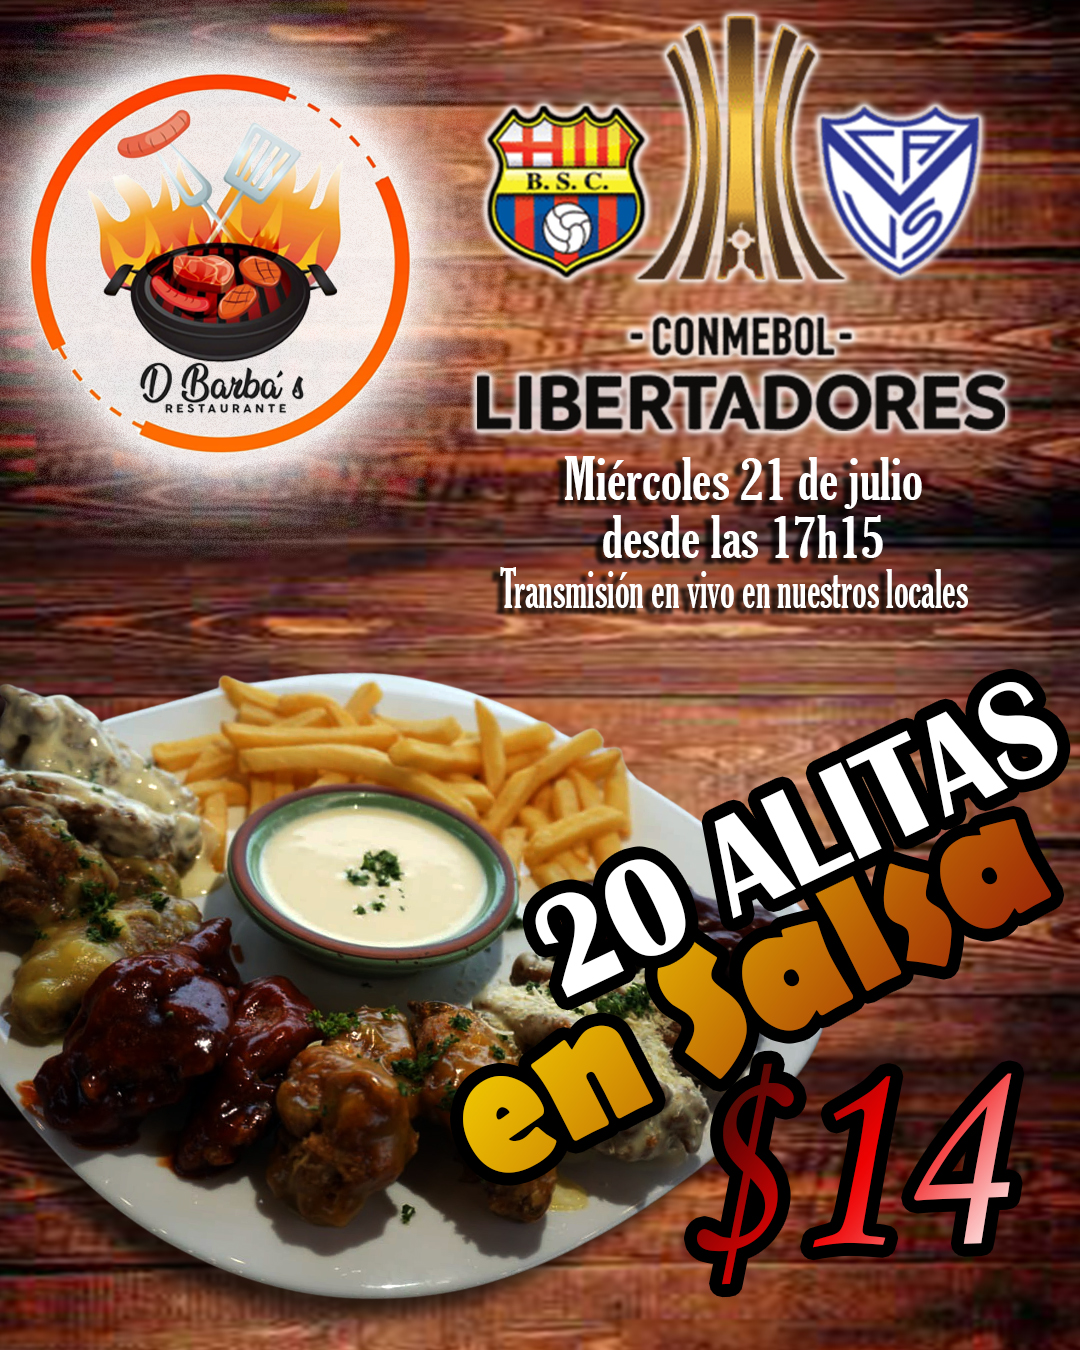 D Barba´s
RESTAURANTE
B. S. C.
CAVS
-CONMEBOL-
LIBERTADORES
Miércoles 21 de julio
desde las 17h15
Transmisión en vivo en nuestros locales
20 ALITAS
en Salsa
$14